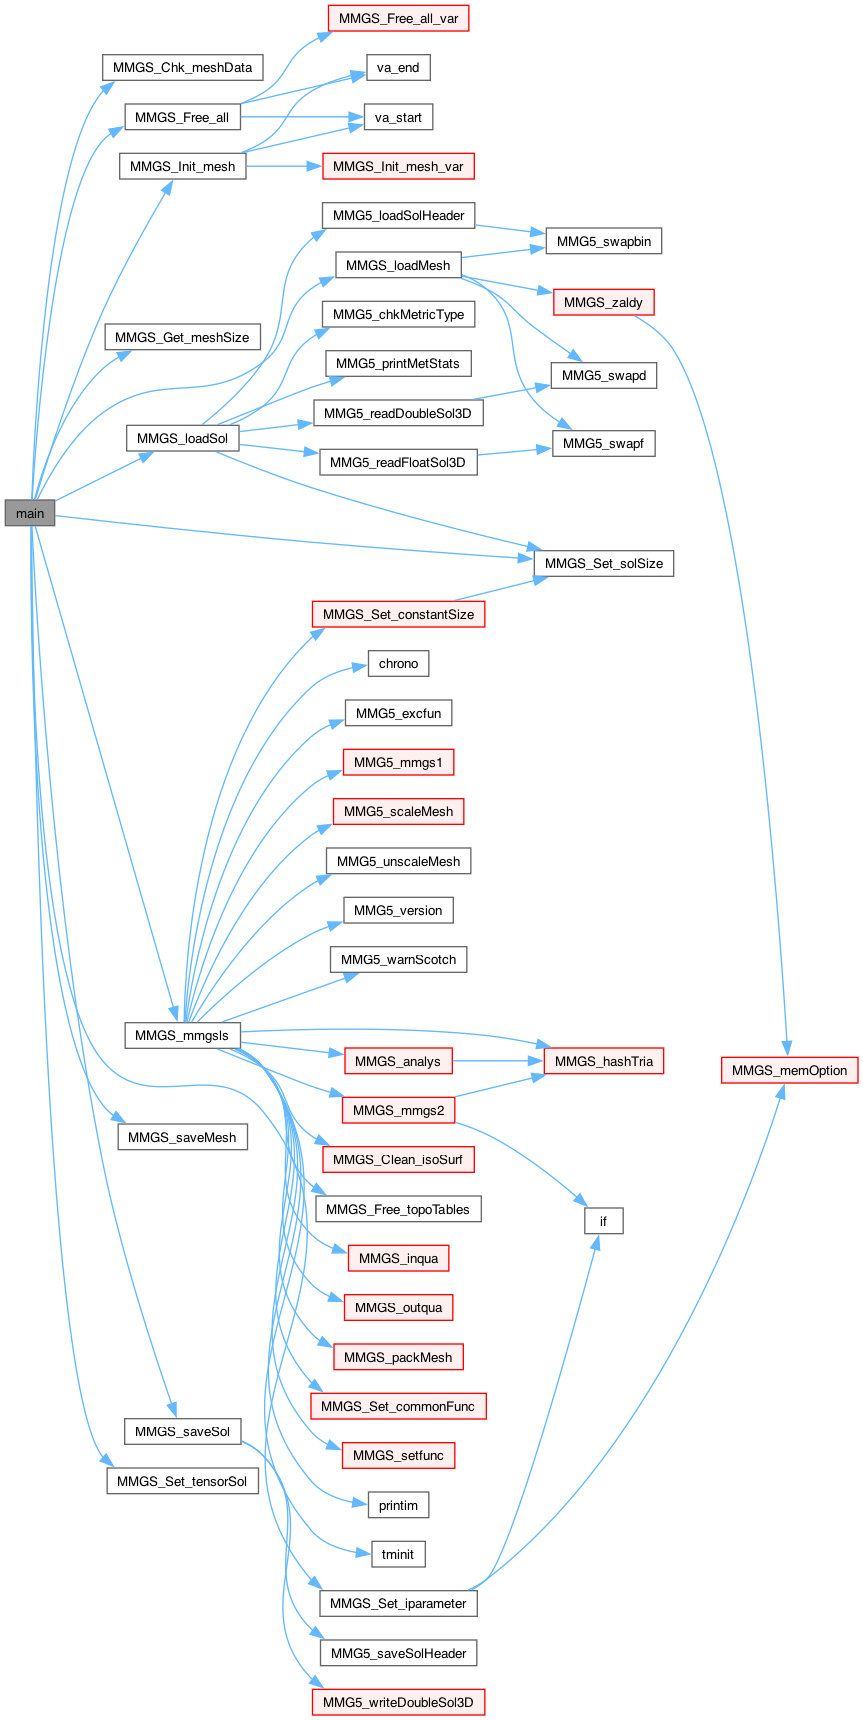 MMGS_Free_all_var
MMGS_Chk_meshData
va_end
MMGS_Free_all
va_start
MMGS_Init_mesh
MMGS_Init_mesh_var
MMG5_loadSolHeader
MMG5_swapbin
MMGS_loadMesh
MMGS_zaldy
MMG5_chkMetricType
MMGS_Get_meshSize
MMG5_printMetStats
MMG5_swapd
MMG5_readDoubleSol3D
MMGS_loadSol
MMG5_swapf
MMG5_readFloatSol3D
main
MMGS_Set_solSize
MMGS_Set_constantSize
chrono
MMG5_excfun
MMG5_mmgs1
MMG5_scaleMesh
MMG5_unscaleMesh
MMG5_version
MMG5_warnScotch
MMGS_mmgsls
MMGS_analys
MMGS_hashTria
MMGS_memOption
MMGS_mmgs2
MMGS_saveMesh
MMGS_Clean_isoSurf
MMGS_Free_topoTables
if
MMGS_inqua
MMGS_outqua
MMGS_packMesh
MMGS_Set_commonFunc
MMGS_saveSol
MMGS_setfunc
MMGS_Set_tensorSol
printim
tminit
MMGS_Set_iparameter
MMG5_saveSolHeader
MMG5_writeDoubleSol3D